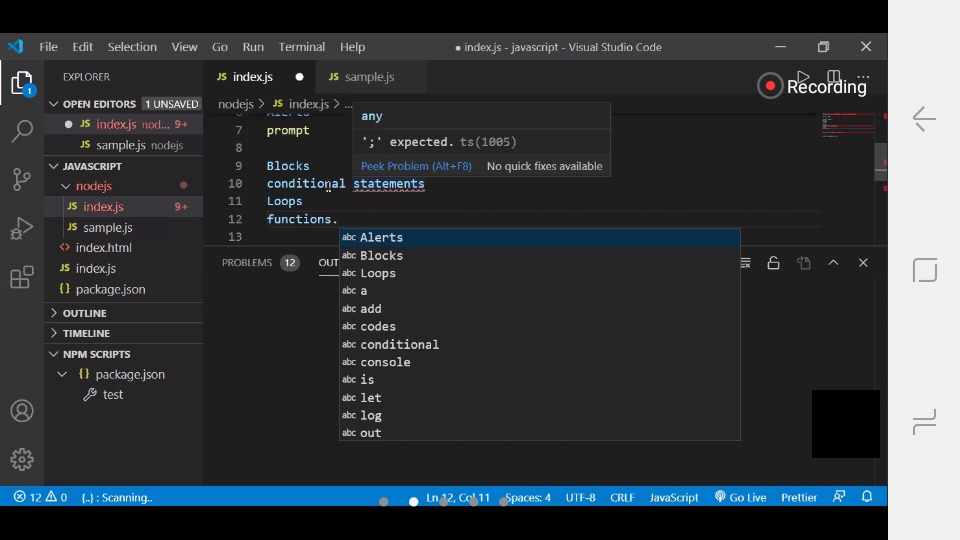 File Edit Selection View Go Run Terminal Help ● index.js - javascript - Visual Studio Code
EXPLORER
JS index.js ●
JS sample.js
Recording
OPEN EDITORS 1 UNSAVED
● JS index.js nod... 9+
JS sample.js nodejs
JAVASCRIPT
nodejs
JS index.js 9+
JS sample.js
<> index.html
JS index.js
{} package.json
OUTLINE
TIMELINE
NPM SCRIPTS
{} package.json
test
1
nodejs > JS index.js > ...
6 Alerts
7 prompt
8
9 Blocks
10 conditional statements
11 Loops
12 functions.
13
any
';' expected. ts(1005)
Peek Problem (Alt+F8) No quick fixes available
abc Alerts
abc Blocks
abc Loops
abc a
abc add
abc codes
abc conditional
abc console
abc is
abc let
abc log
abc out
PROBLEMS 12 OUT
12 0 {..} : Scanning.. Ln 12, Col 11 Spaces: 4 UTF-8 CRLF JavaScript Go Live Prettier